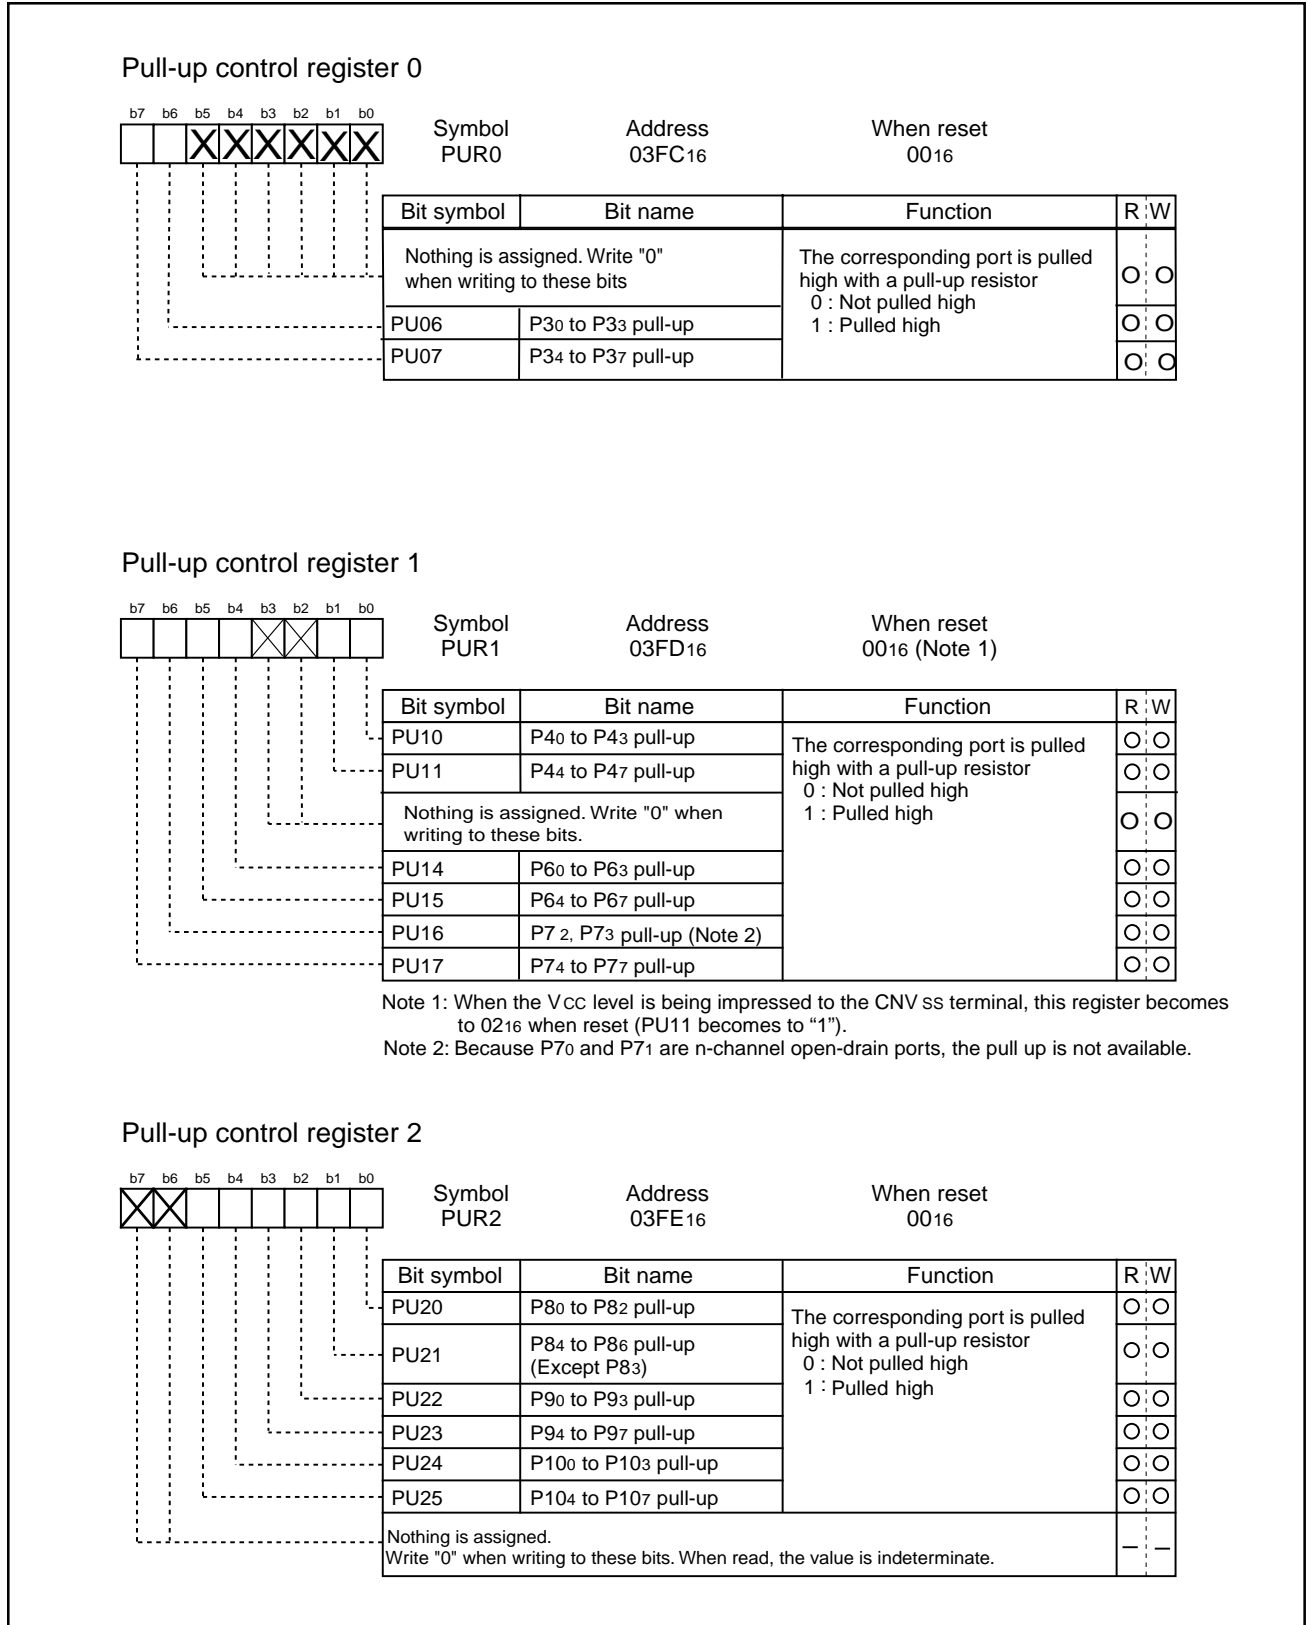 Pull-up control register 0
b7 b6 b5 b4 b3 b2 b1 b0
Symbol Address When reset
PUR0 03FC16 0016
Bit symbol Bit name Function R W
Nothing is assigned. Write "0"
when writing to these bits
The corresponding port is pulled
high with a pull-up resistor
0 : Not pulled high
1 : Pulled high
O O
PU06 P30 to P33 pull-up O O
PU07 P34 to P37 pull-up O O
Pull-up control register 1
b7 b6 b5 b4 b3 b2 b1 b0
Symbol Address When reset
PUR1 03FD16 0016 (Note 1)
Bit symbol Bit name Function R W
PU10 P40 to P43 pull-up O O
PU11 P44 to P47 pull-up O O
The corresponding port is pulled
high with a pull-up resistor
0 : Not pulled high
1 : Pulled high
Nothing is assigned. Write "0" when
writing to these bits.
O O
PU14 P60 to P63 pull-up O O
PU15 P64 to P67 pull-up O O
PU16 P7 2, P73 pull-up (Note 2) O O
PU17 P74 to P77 pull-up O O
Note 1: When the VCC level is being impressed to the CNV SS terminal, this register becomes
to 0216 when reset (PU11 becomes to “1”).
Note 2: Because P70 and P71 are n-channel open-drain ports, the pull up is not available.
Pull-up control register 2
b7 b6 b5 b4 b3 b2 b1 b0
Symbol Address When reset
PUR2 03FE16 0016
Bit symbol Bit name Function R W
PU20 P80 to P82 pull-up O O
The corresponding port is pulled
high with a pull-up resistor
0 : Not pulled high
1 : Pulled high
PU21 P84 to P86 pull-up
(Except P83)
O O
PU22 P90 to P93 pull-up O O
PU23 P94 to P97 pull-up O O
PU24 P100 to P103 pull-up O O
PU25 P104 to P107 pull-up O O
Nothing is assigned.
Write "0" when writing to these bits. When read, the value is indeterminate.
– –